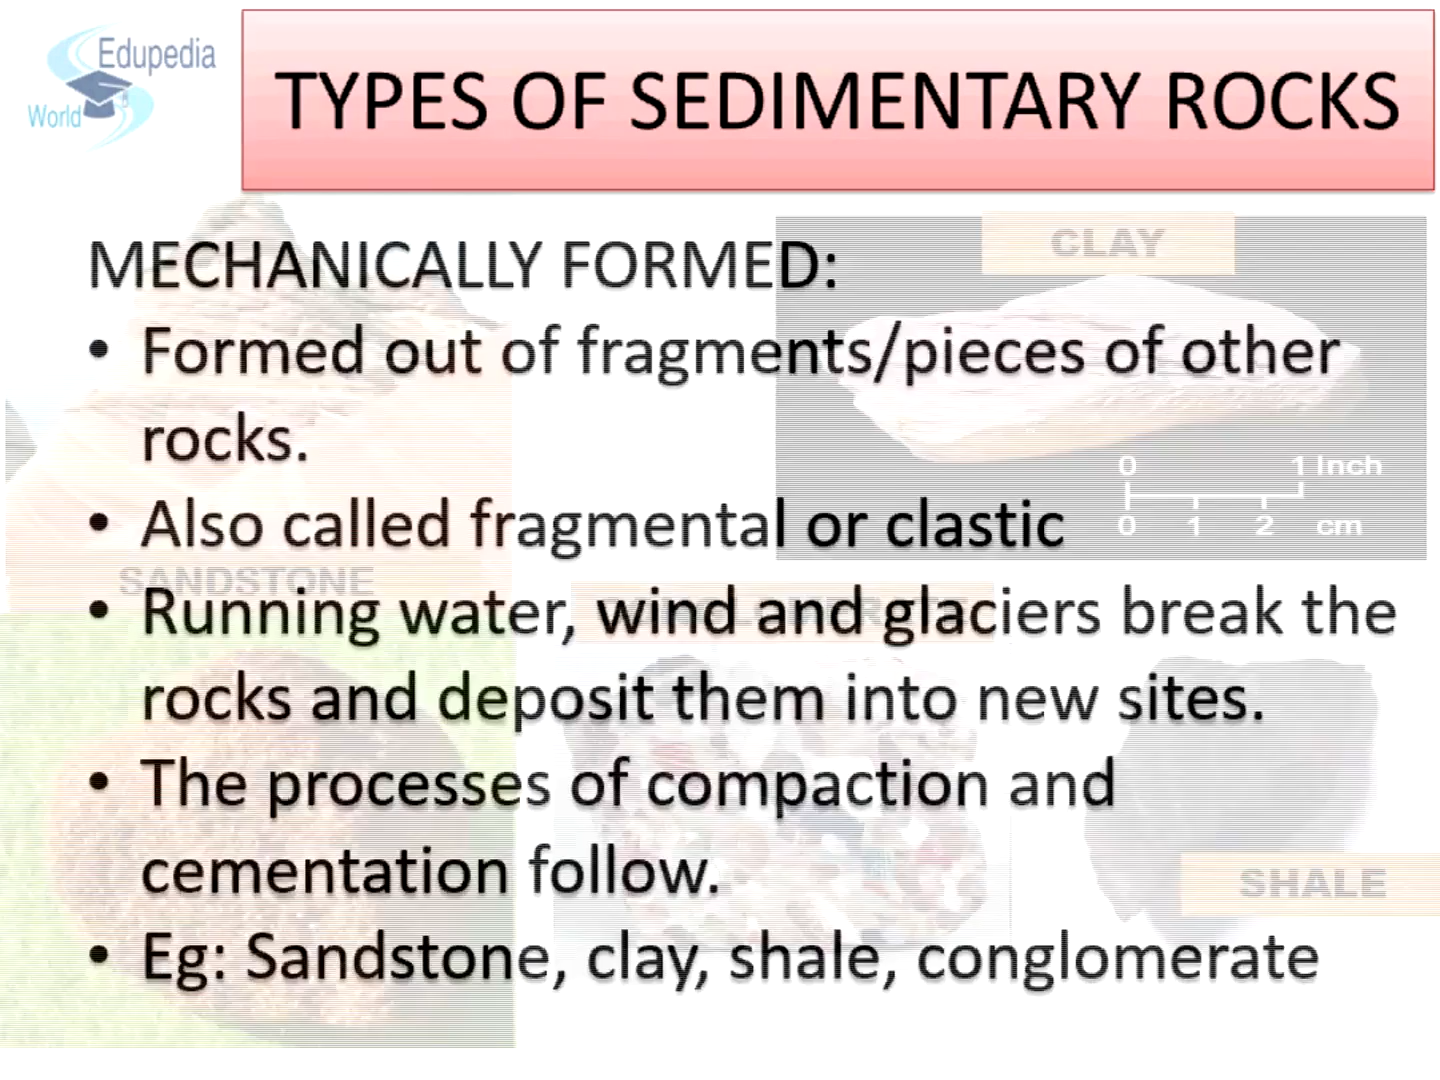 Edupedia
World
TYPES OF SEDIMENTARY ROCKS
MECHANICALLY FORMED:
CLAY
• Formed out of fragments/pieces of other
rocks.
0 1 Inch
• Also called fragmental or clastic
0 1 2 cm
SANDSTONE
• Running water, wind and glaciers break the
rocks and deposit them into new sites.
• The processes of compaction and
cementation follow.
SHALE
• Eg: Sandstone, clay, shale, conglomerate